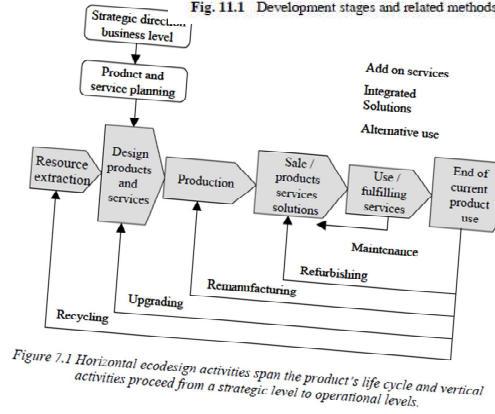 Fig. 11.1 Development stages and related methods
Strategic direction
business level
Product and
service planning
Add on services
Integrated
Solutions
Alternative use
Resource
extraction
Design
products
and
services
Production
Sale /
products
services
solutions
Use /
fulfilling
services
End of
current
product
use
Maintenance
Refurbishing
Remanufacturing
Upgrading
Recycling
Figure 7.1 Horizontal ecodesign activities span the product's life cycle and vertical
activities proceed from a strategic level to operational levels.